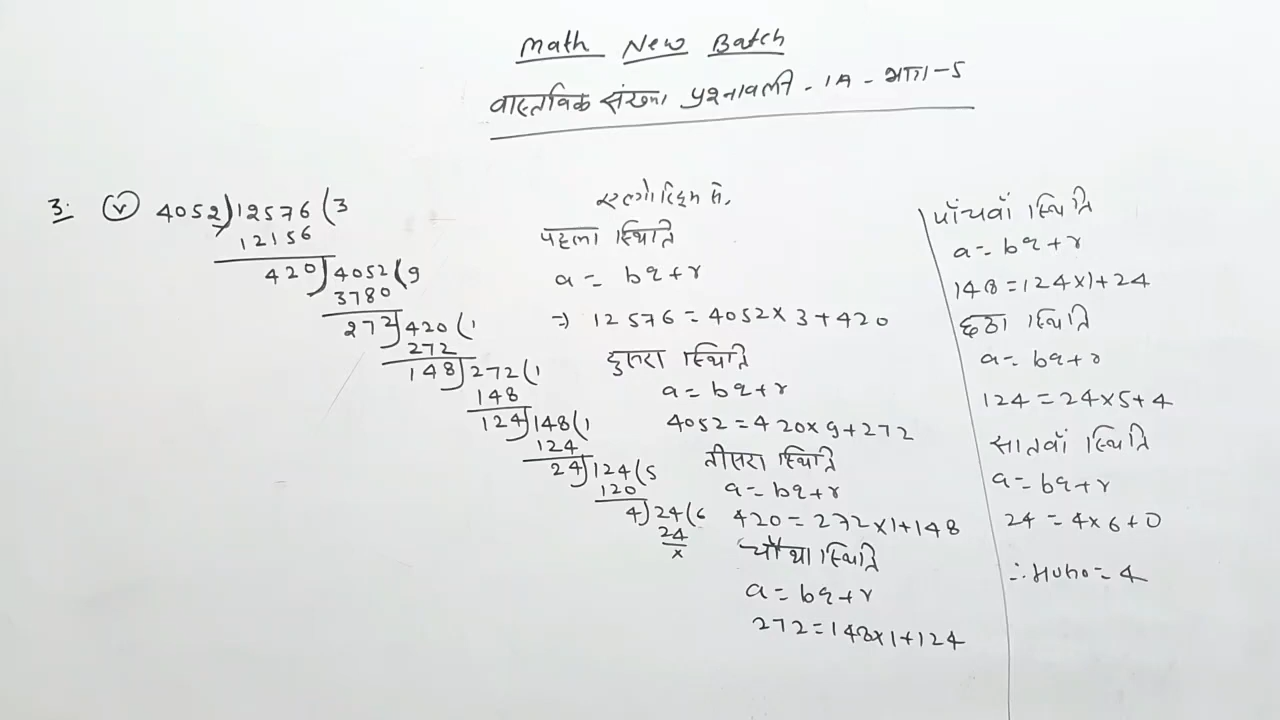 Math New Batch
वास्तविक संख्या प्रश्नावली - 1A - भाग-5
3. (v) 4052)12576(3
12156
420)4052(9
3780
272)420(1
272
148)272(1
148
124)148(1
124
24)124(5
120
4)24(6
24
x
एल्गोरिद्म से,
पहला स्थिति
a = bq+r
⇒ 12576 = 4052×3+420
दुसरा स्थिति
a = bq+r
4052 = 420×9+272
तीसरा स्थिति
a = bq+r
420 = 272×1+148
चौथा स्थिति
a = bq+r
272 = 148×1+124
पाँचवाँ स्थिति
a = bq+r
148 = 124×1+24
छठा स्थिति
a = bq+r
124 = 24×5+4
सातवाँ स्थिति
a = bq+r
24 = 4×6+0
∴ म0स0 = 4